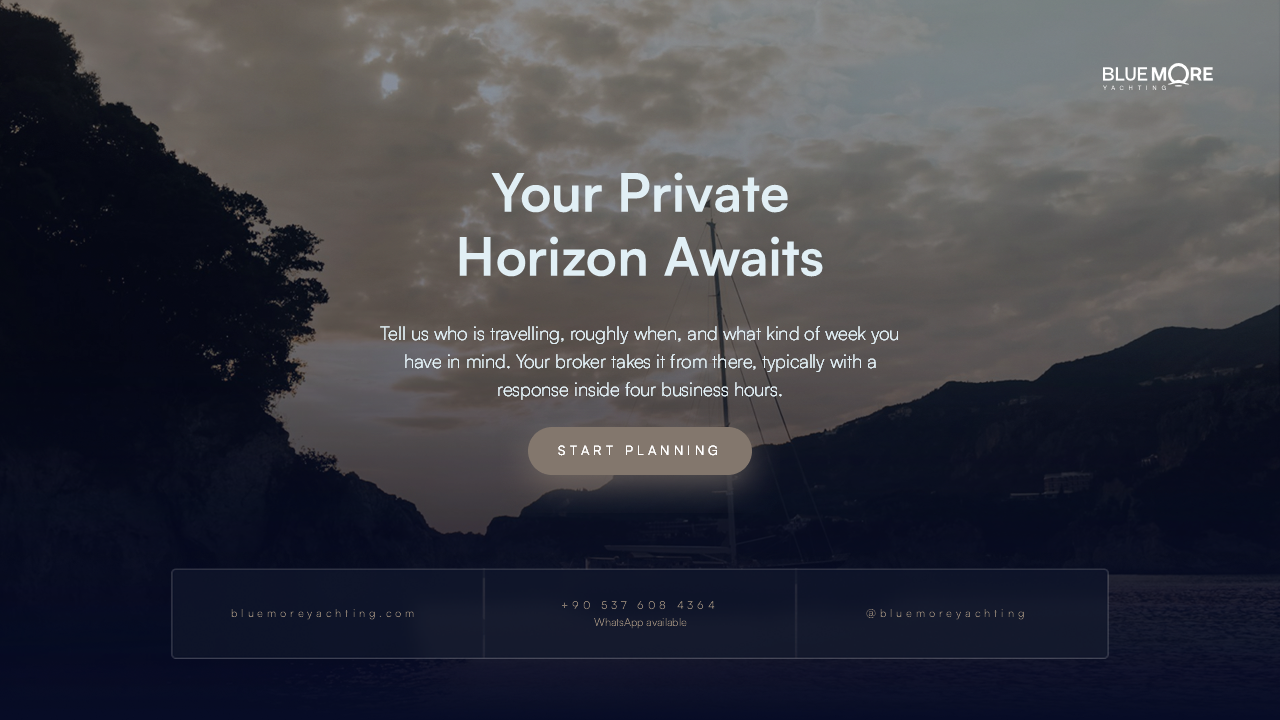 BLUE MORE
YACHTING
Your Private
Horizon Awaits
Tell us who is travelling, roughly when, and what kind of week you
have in mind. Your broker takes it from there, typically with a
response inside four business hours.
START PLANNING
bluemoreyachting.com
+90 537 608 4364
WhatsApp available
@bluemoreyachting